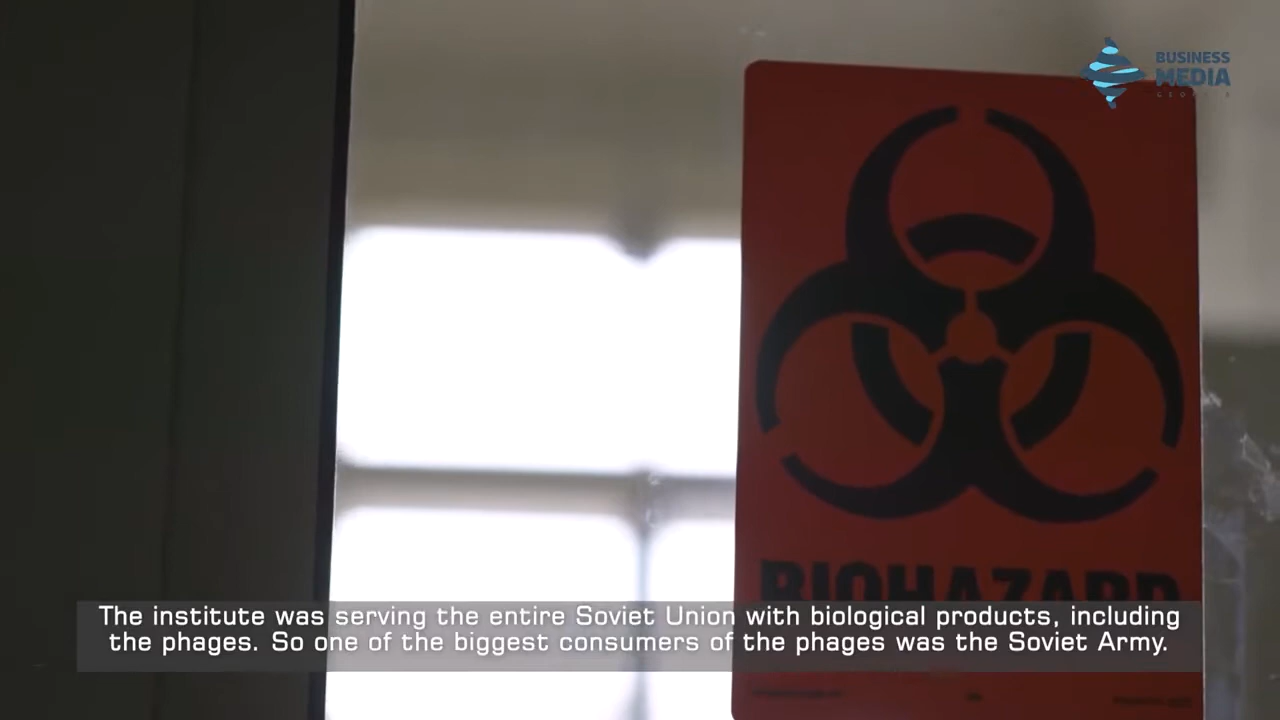 BUSINESS
MEDIA
BIOHAZARD
The institute was serving the entire Soviet Union with biological products, including
the phages. So one of the biggest consumers of the phages was the Soviet Army.